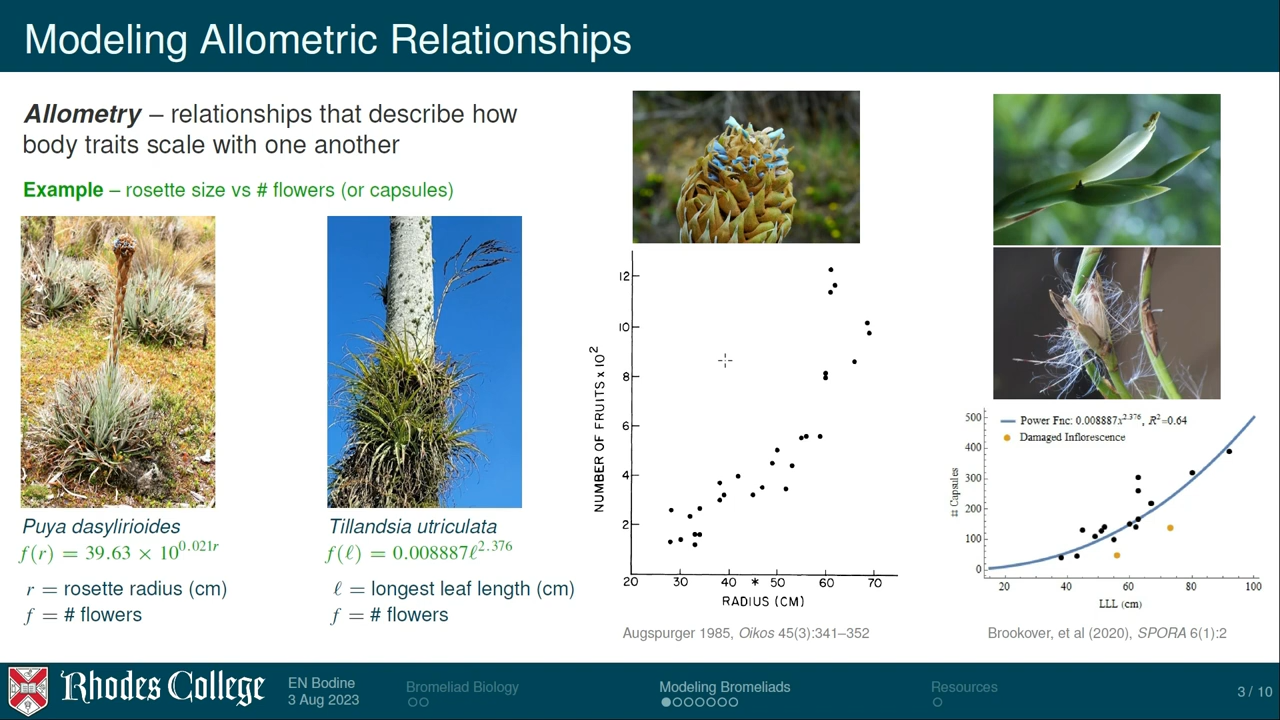 Modeling Allometric Relationships
Allometry – relationships that describe how
body traits scale with one another
Example – rosette size vs # flowers (or capsules)
Puya dasylirioides
f(r) = 39.63 × 10^0.021r
r = rosette radius (cm)
f = # flowers
Tillandsia utriculata
f(ℓ) = 0.008887ℓ^2.376
ℓ = longest leaf length (cm)
f = # flowers
NUMBER OF FRUITS x 10^2
12
10
8
6
4
2
20 30 40 * 50 60 70
RADIUS (CM)
Augspurger 1985, Oikos 45(3):341–352
Power Fnc: 0.008887x^2.376, R^2=0.64
Damaged Inflorescence
# Capsules
500
400
300
200
100
0
20 40 60 80 100
LLL (cm)
Brookover, et al (2020), SPORA 6(1):2
Rhodes College
EN Bodine
3 Aug 2023
Bromeliad Biology
Modeling Bromeliads
Resources
3 / 10